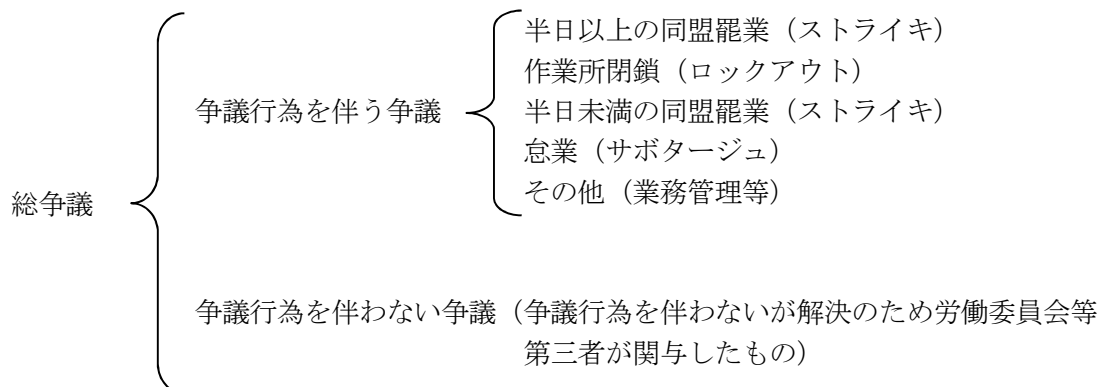 半日以上の同盟罷業（ストライキ）
作業所閉鎖（ロックアウト）
争議行為を伴う争議
半日未満の同盟罷業（ストライキ）
怠業（サボタージュ）
その他（業務管理等）
総争議
争議行為を伴わない争議（争議行為を伴わないが解決のため労働委員会等
第三者が関与したもの）